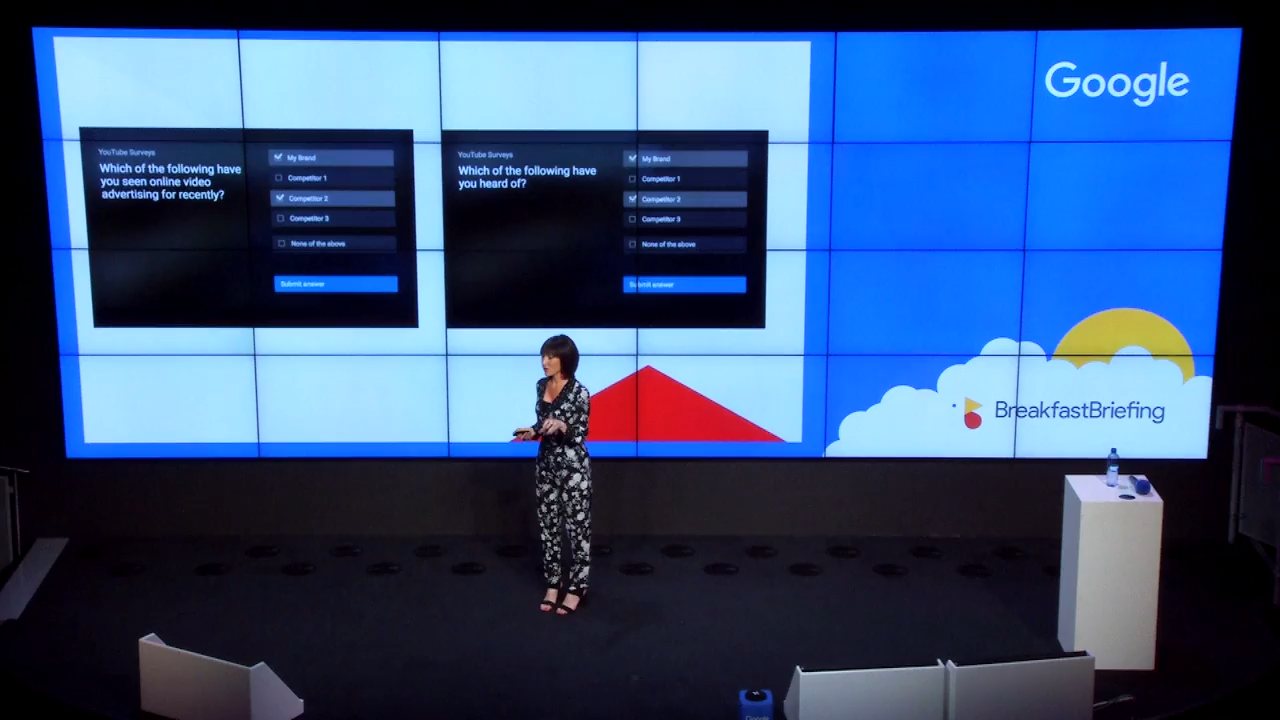 Google
YouTube Surveys
Which of the following have
you seen online video
advertising for recently?
My Brand
Competitor 1
Competitor 2
Competitor 3
None of the above
Submit answer
YouTube Surveys
Which of the following have
you heard of?
My Brand
Competitor 1
Competitor 2
Competitor 3
None of the above
Submit answer
BreakfastBriefing
Google